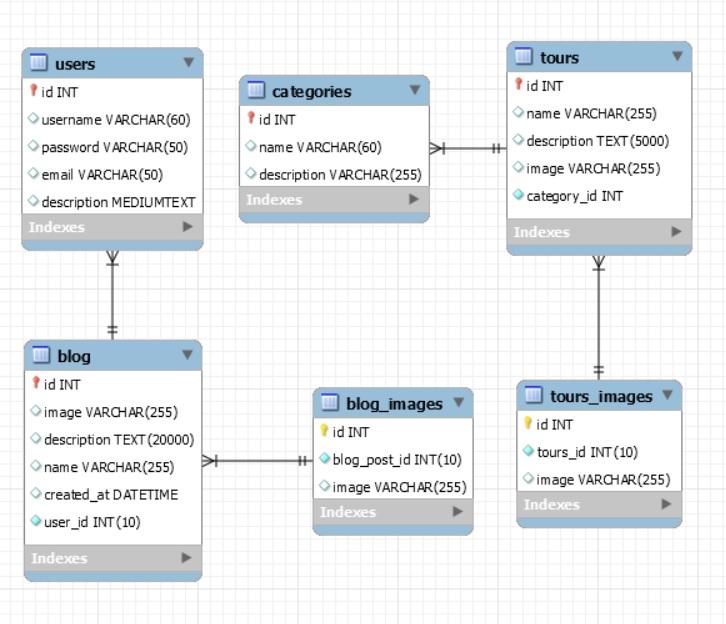 users
id INT
username VARCHAR(60)
password VARCHAR(50)
email VARCHAR(50)
description MEDIUMTEXT
Indexes
categories
id INT
name VARCHAR(60)
description VARCHAR(255)
Indexes
tours
id INT
name VARCHAR(255)
description TEXT(5000)
image VARCHAR(255)
category_id INT
Indexes
blog
id INT
image VARCHAR(255)
description TEXT(20000)
name VARCHAR(255)
created_at DATETIME
user_id INT(10)
Indexes
blog_images
id INT
blog_post_id INT(10)
image VARCHAR(255)
Indexes
tours_images
id INT
tours_id INT(10)
image VARCHAR(255)
Indexes